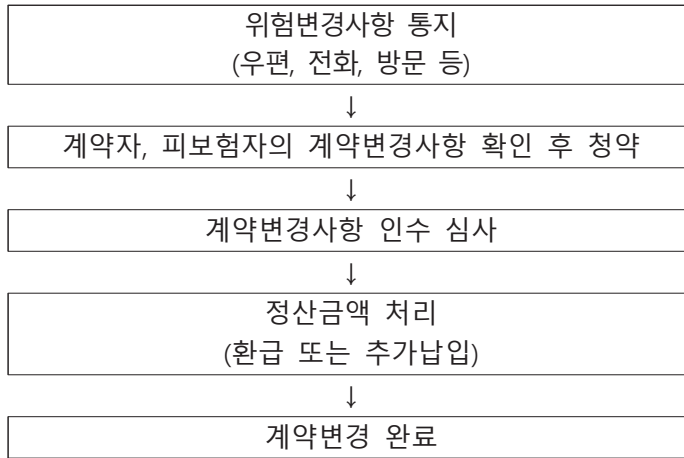 위험변경사항 통지
(우편, 전화, 방문 등)
↓
계약자, 피보험자의 계약변경사항 확인 후 청약
↓
계약변경사항 인수 심사
↓
정산금액 처리
(환급 또는 추가납입)
↓
계약변경 완료